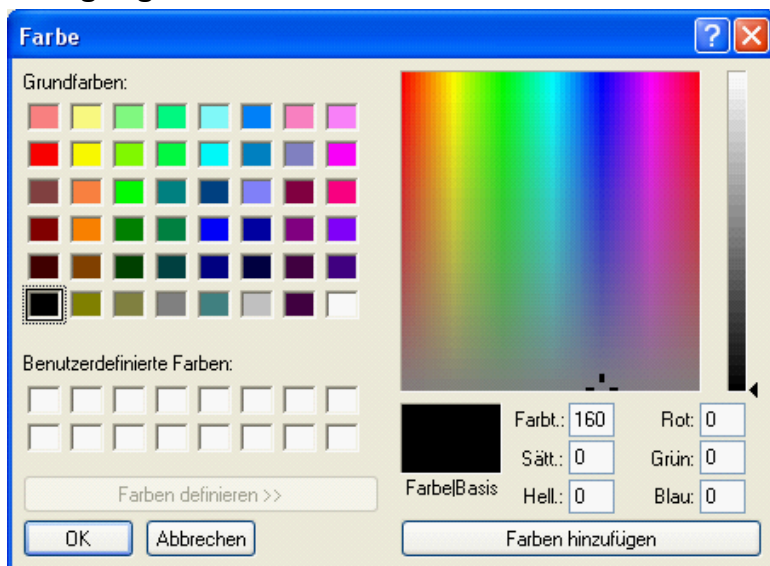 Farbe
Grundfarben:
Benutzerdefinierte Farben:
Farben definieren >>
OK
Abbrechen
Farbe|Basis
Farbt.: 160
Sätt.: 0
Hell.: 0
Rot: 0
Grün: 0
Blau: 0
Farben hinzufügen